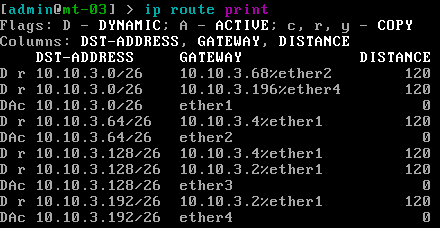 [admin@mt-03] > ip route print
Flags: D - DYNAMIC; A - ACTIVE; c, r, y - COPY
Columns: DST-ADDRESS, GATEWAY, DISTANCE
DST-ADDRESS GATEWAY DISTANCE
D r 10.10.3.0/26 10.10.3.68%ether2 120
D r 10.10.3.0/26 10.10.3.196%ether4 120
DAc 10.10.3.0/26 ether1 0
D r 10.10.3.64/26 10.10.3.4%ether1 120
DAc 10.10.3.64/26 ether2 0
D r 10.10.3.128/26 10.10.3.4%ether1 120
D r 10.10.3.128/26 10.10.3.2%ether1 120
DAc 10.10.3.128/26 ether3 0
D r 10.10.3.192/26 10.10.3.2%ether1 120
DAc 10.10.3.192/26 ether4 0